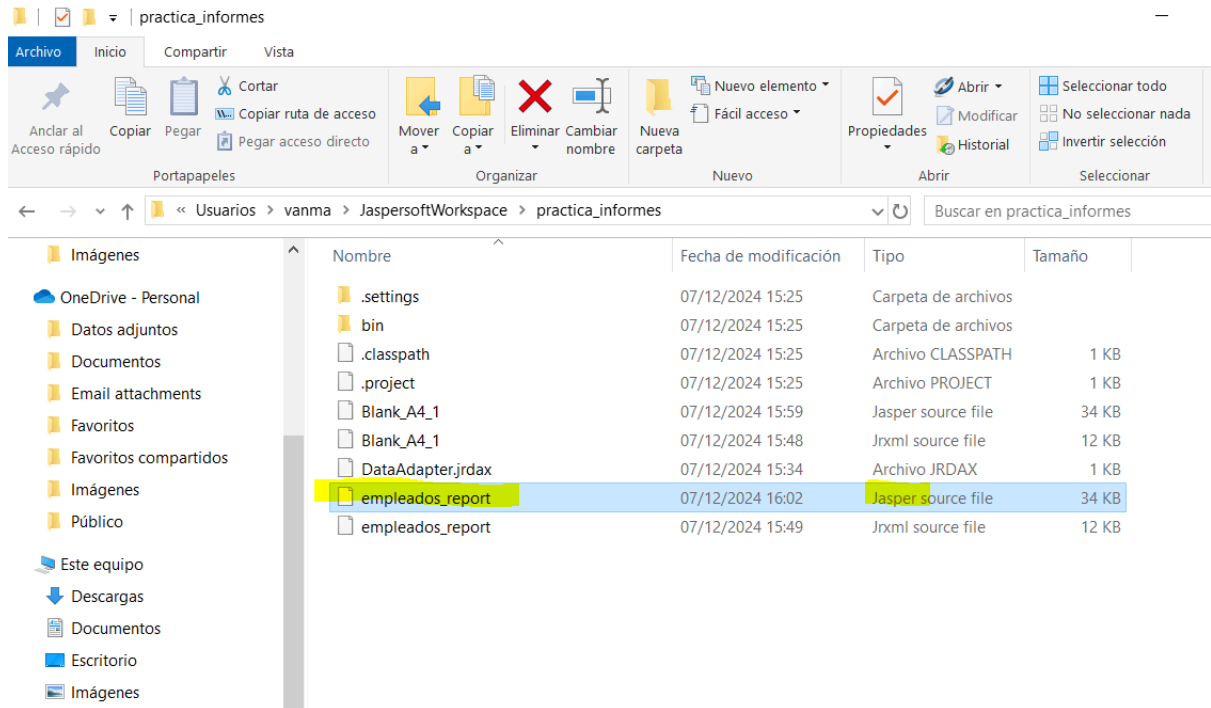 practica_informes
Archivo Inicio Compartir Vista
Anclar al Acceso rápido
Copiar
Pegar
Cortar
Copiar ruta de acceso
Pegar acceso directo
Portapapeles
Mover a
Copiar a
Eliminar
Cambiar nombre
Organizar
Nueva carpeta
Nuevo elemento
Fácil acceso
Nuevo
Propiedades
Abrir
Modificar
Historial
Abrir
Seleccionar todo
No seleccionar nada
Invertir selección
Seleccionar
« Usuarios > vanma > JaspersoftWorkspace > practica_informes
Buscar en practica_informes
Imágenes
OneDrive - Personal
Datos adjuntos
Documentos
Email attachments
Favoritos
Favoritos compartidos
Imágenes
Público
Este equipo
Descargas
Documentos
Escritorio
Imágenes
Nombre Fecha de modificación Tipo Tamaño
.settings 07/12/2024 15:25 Carpeta de archivos
bin 07/12/2024 15:25 Carpeta de archivos
.classpath 07/12/2024 15:25 Archivo CLASSPATH 1 KB
.project 07/12/2024 15:25 Archivo PROJECT 1 KB
Blank_A4_1 07/12/2024 15:59 Jasper source file 34 KB
Blank_A4_1 07/12/2024 15:48 Jrxml source file 12 KB
DataAdapter.jrdax 07/12/2024 15:34 Archivo JRDAX 1 KB
empleados_report 07/12/2024 16:02 Jasper source file 34 KB
empleados_report 07/12/2024 15:49 Jrxml source file 12 KB